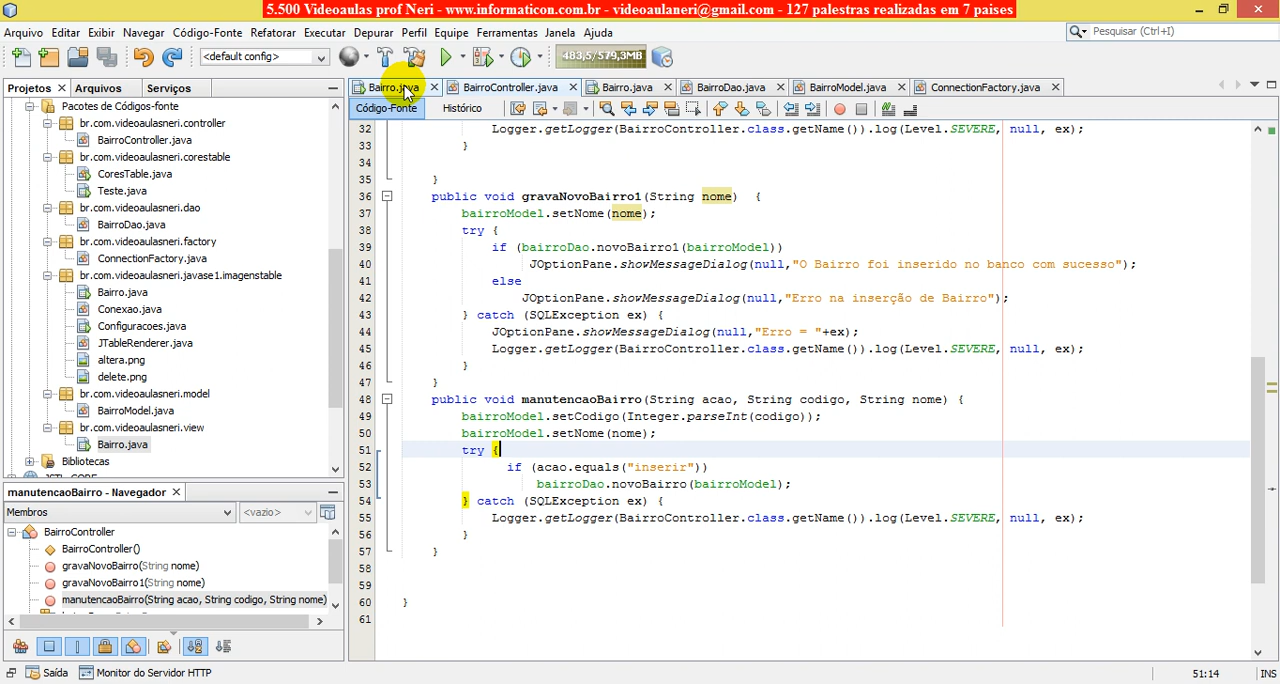 5.500 Videoaulas prof Neri - www.informaticon.com.br - videoaulaneri@gmail.com - 127 palestras realizadas em 7 paises
Arquivo Editar Exibir Navegar Código-Fonte Refatorar Executar Depurar Perfil Equipe Ferramentas Janela Ajuda
Pesquisar (Ctrl+I)
<default config>
483,5/579,3MB
Projetos Arquivos Serviços
Bairro.java BairroController.java Bairro.java BairroDao.java BairroModel.java ConnectionFactory.java
Código-Fonte Histórico
Pacotes de Códigos-fonte
br.com.videoaulasneri.controller
BairroController.java
br.com.videoaulasneri.corestable
CoresTable.java
Teste.java
br.com.videoaulasneri.dao
BairroDao.java
br.com.videoaulasneri.factory
ConnectionFactory.java
br.com.videoaulasneri.javase1.imagenstable
Bairro.java
Conexao.java
Configuracoes.java
JTableRenderer.java
altera.png
delete.png
br.com.videoaulasneri.model
BairroModel.java
br.com.videoaulasneri.view
Bairro.java
Bibliotecas
manutencaoBairro - Navegador
Membros <vazio>
BairroController
BairroController()
gravaNovoBairro(String nome)
gravaNovoBairro1(String nome)
manutencaoBairro(String acao, String codigo, String nome)
32 Logger.getLogger(BairroController.class.getName()).log(Level.SEVERE, null, ex);
33 }
34
35 }
36 public void gravaNovoBairro1(String nome) {
37 bairroModel.setNome(nome);
38 try {
39 if (bairroDao.novoBairro1(bairroModel))
40 JOptionPane.showMessageDialog(null,"O Bairro foi inserido no banco com sucesso");
41 else
42 JOptionPane.showMessageDialog(null,"Erro na inserção de Bairro");
43 } catch (SQLException ex) {
44 JOptionPane.showMessageDialog(null,"Erro = "+ex);
45 Logger.getLogger(BairroController.class.getName()).log(Level.SEVERE, null, ex);
46 }
47 }
48 public void manutencaoBairro(String acao, String codigo, String nome) {
49 bairroModel.setCodigo(Integer.parseInt(codigo));
50 bairroModel.setNome(nome);
51 try {
52 if (acao.equals("inserir"))
53 bairroDao.novoBairro(bairroModel);
54 } catch (SQLException ex) {
55 Logger.getLogger(BairroController.class.getName()).log(Level.SEVERE, null, ex);
56 }
57 }
58
59
60 }
61
Saída Monitor do Servidor HTTP
51:14 INS